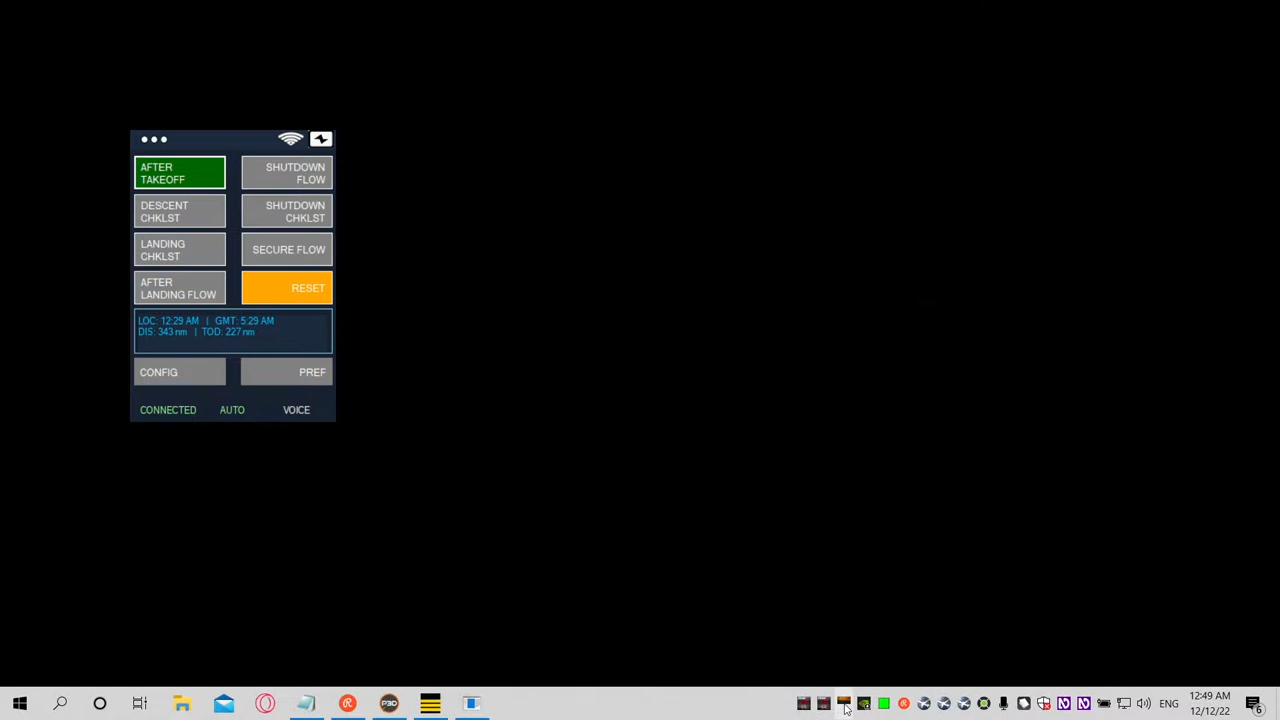 AFTER
TAKEOFF
SHUTDOWN
FLOW
DESCENT
CHKLST
SHUTDOWN
CHKLST
LANDING
CHKLST
SECURE FLOW
AFTER
LANDING FLOW
RESET
LOC: 12:29 AM | GMT: 5:29 AM
DIS: 343 nm | TOD: 227 nm
CONFIG
PREF
CONNECTED AUTO VOICE
P3D
ENG
12:49 AM
12/12/22
6